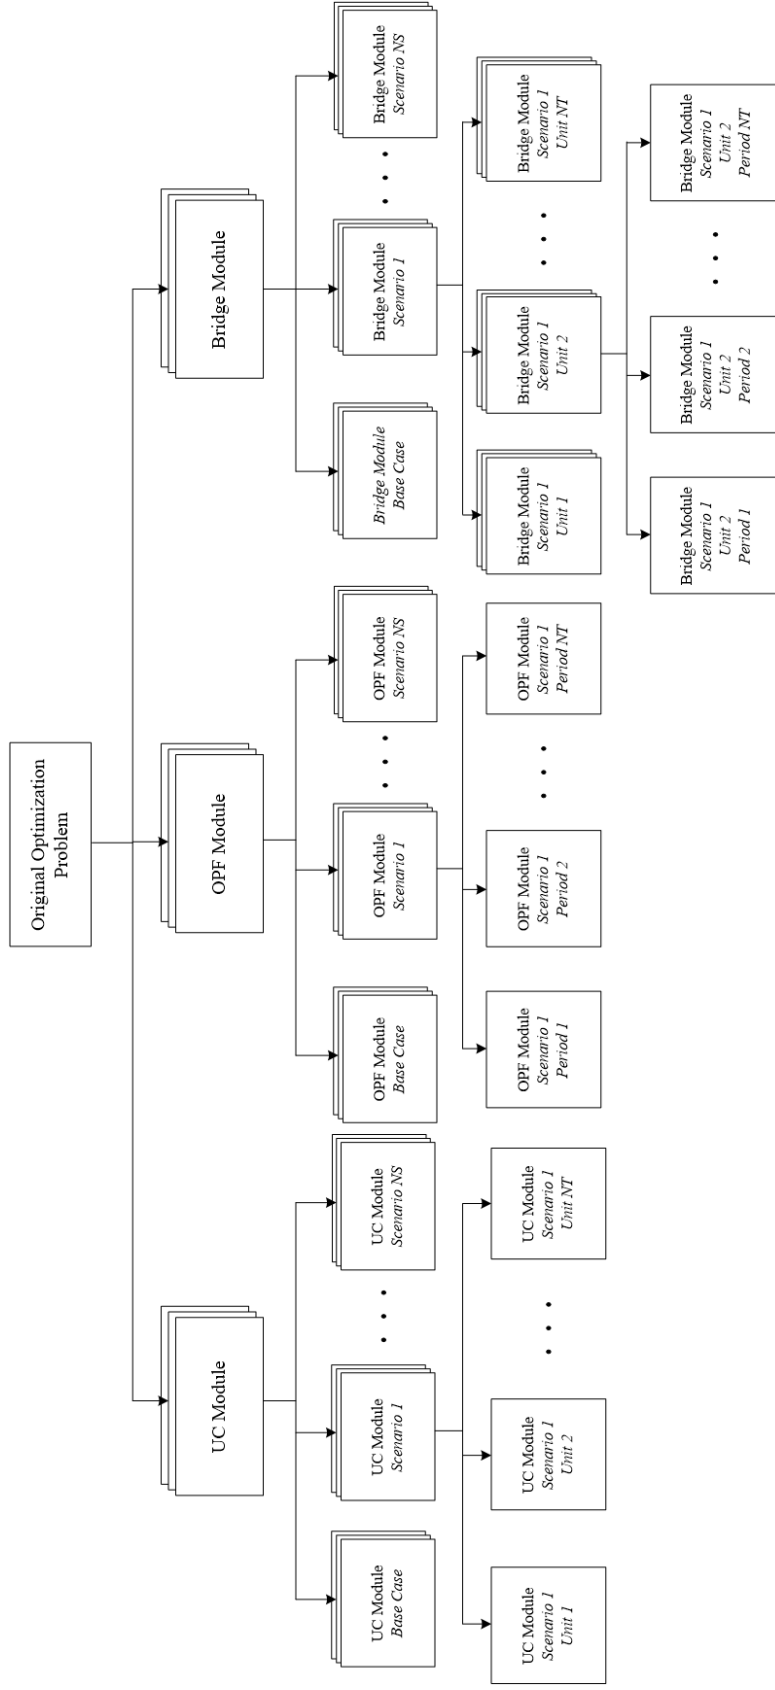 Original Optimization
Problem
UC Module
OPF Module
Bridge Module
UC Module
Base Case
UC Module
Scenario 1
UC Module
Scenario NS
OPF Module
Base Case
OPF Module
Scenario 1
OPF Module
Scenario NS
Bridge Module
Base Case
Bridge Module
Scenario 1
Bridge Module
Scenario NS
UC Module
Scenario 1
Unit 1
UC Module
Scenario 1
Unit 2
UC Module
Scenario 1
Unit NT
OPF Module
Scenario 1
Period 1
OPF Module
Scenario 1
Period 2
OPF Module
Scenario 1
Period NT
Bridge Module
Scenario 1
Unit 1
Bridge Module
Scenario 1
Unit 2
Bridge Module
Scenario 1
Unit NT
Bridge Module
Scenario 1
Unit 2
Period 1
Bridge Module
Scenario 1
Unit 2
Period 2
Bridge Module
Scenario 1
Unit 2
Period NT